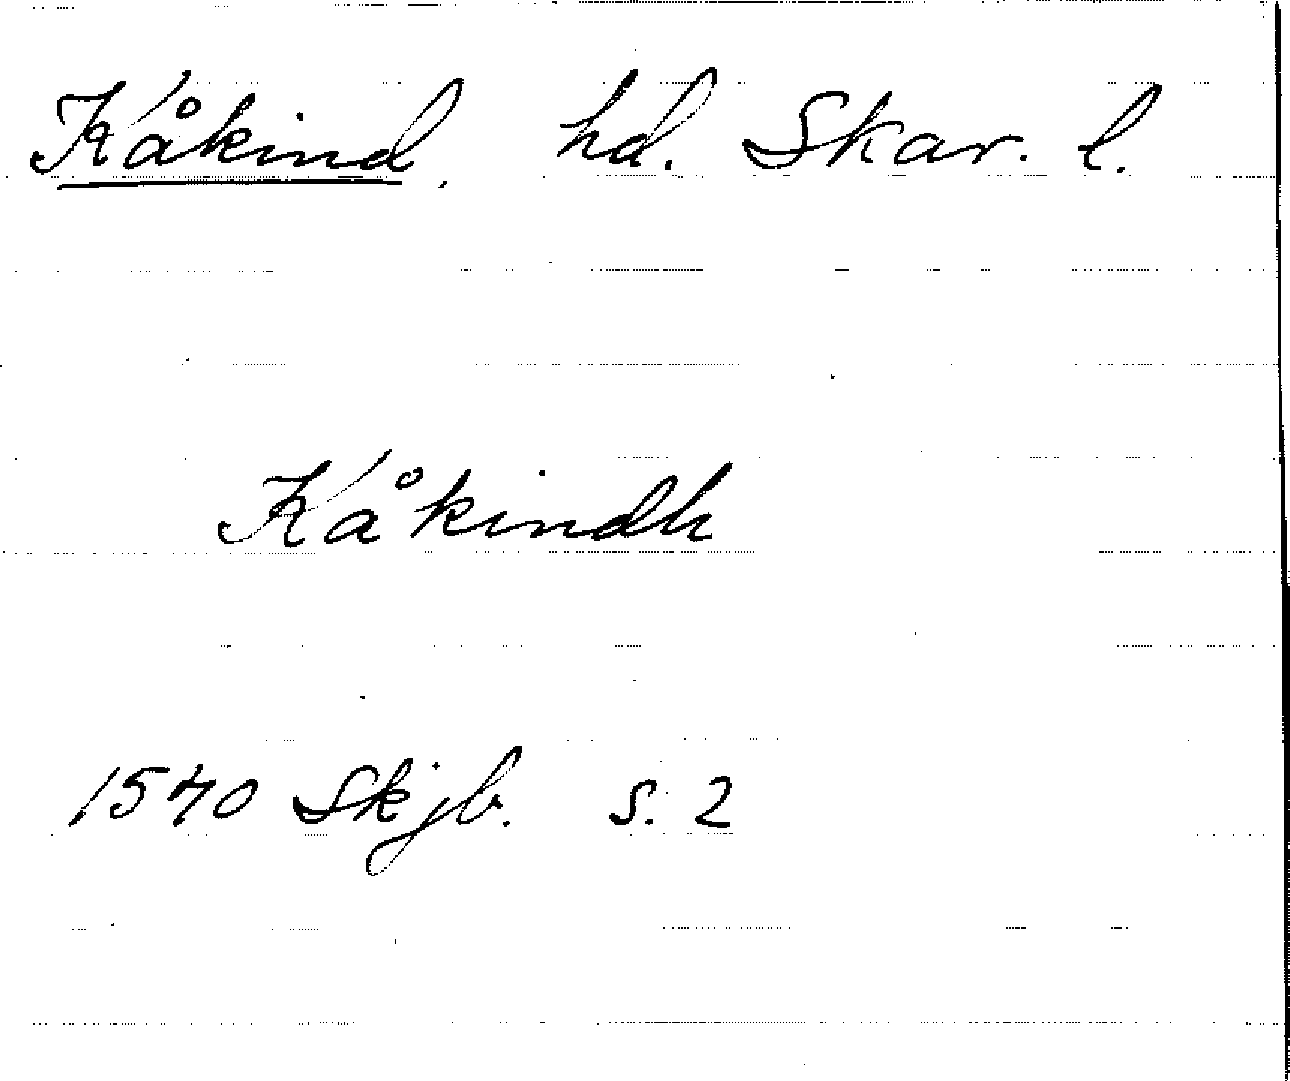 Kåkind, hd. Skar. l.
Kåkindh
1540 Skjb. s. 2